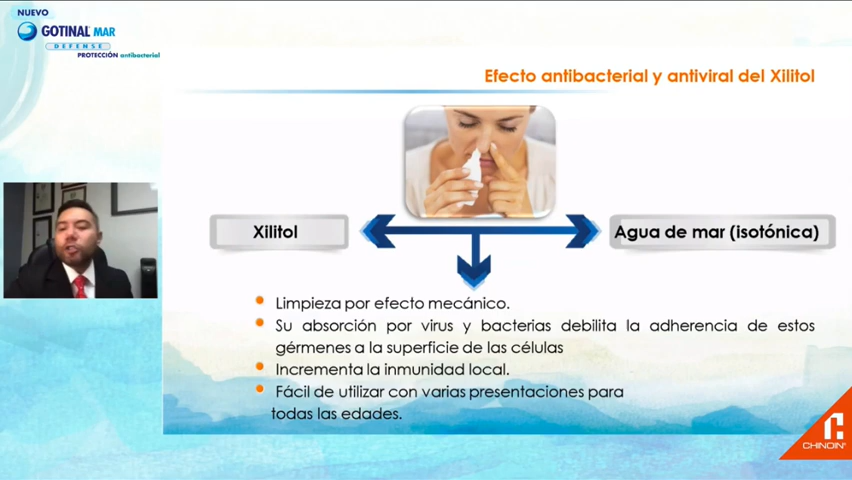 NUEVO
GOTINAL MAR
DEFENSE
PROTECCIÓN antibacterial
Efecto antibacterial y antiviral del Xilitol
Xilitol
Agua de mar (isotónica)
Limpieza por efecto mecánico.
Su absorción por virus y bacterias debilita la adherencia de estos
gérmenes a la superficie de las células
Incrementa la inmunidad local.
Fácil de utilizar con varias presentaciones para
todas las edades.
CHINOIN